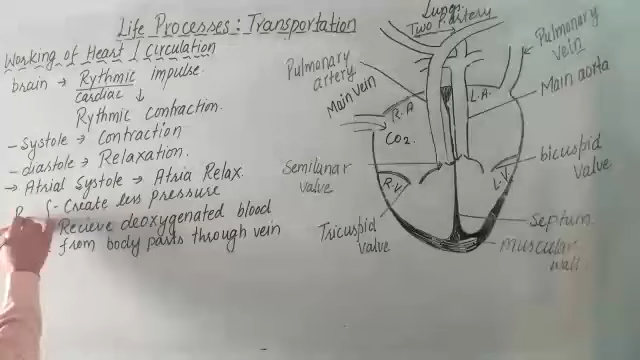 Life Processes: Transportation
Working of Heart / Circulation
brain → Rythmic impulse.
cardiac ↓
Rythmic contraction.
- Systole → Contraction
- diastole → Relaxation.
→ Atrial Systole → Atria Relax.
- Create less pressure
Recieve deoxygenated blood
from body parts through vein
Lungs
Two P. artery
Pulmonary
artery
Main vein
Pulmonary
vein
Main aorta
R.A
L.A.
CO2.
Semilunar
valve
bicuspid
valve
R.V.
L.
Tricuspid
valve
Septum
muscular
wall